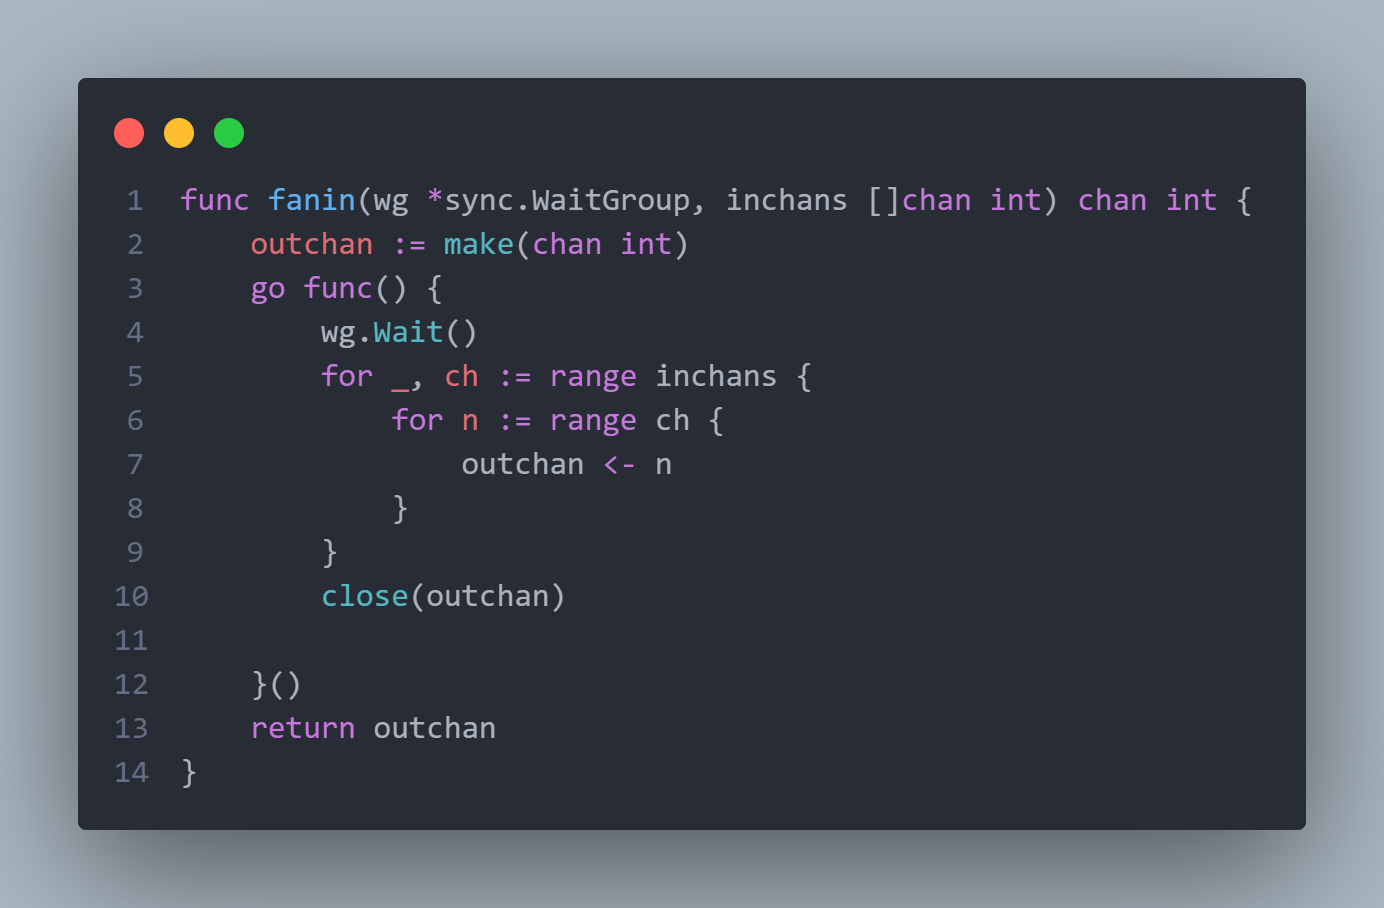 1 func fanin(wg *sync.WaitGroup, inchans []chan int) chan int {
2     outchan := make(chan int)
3     go func() {
4         wg.Wait()
5         for _, ch := range inchans {
6             for n := range ch {
7                 outchan <- n
8             }
9         }
10         close(outchan)
11
12     }()
13     return outchan
14 }